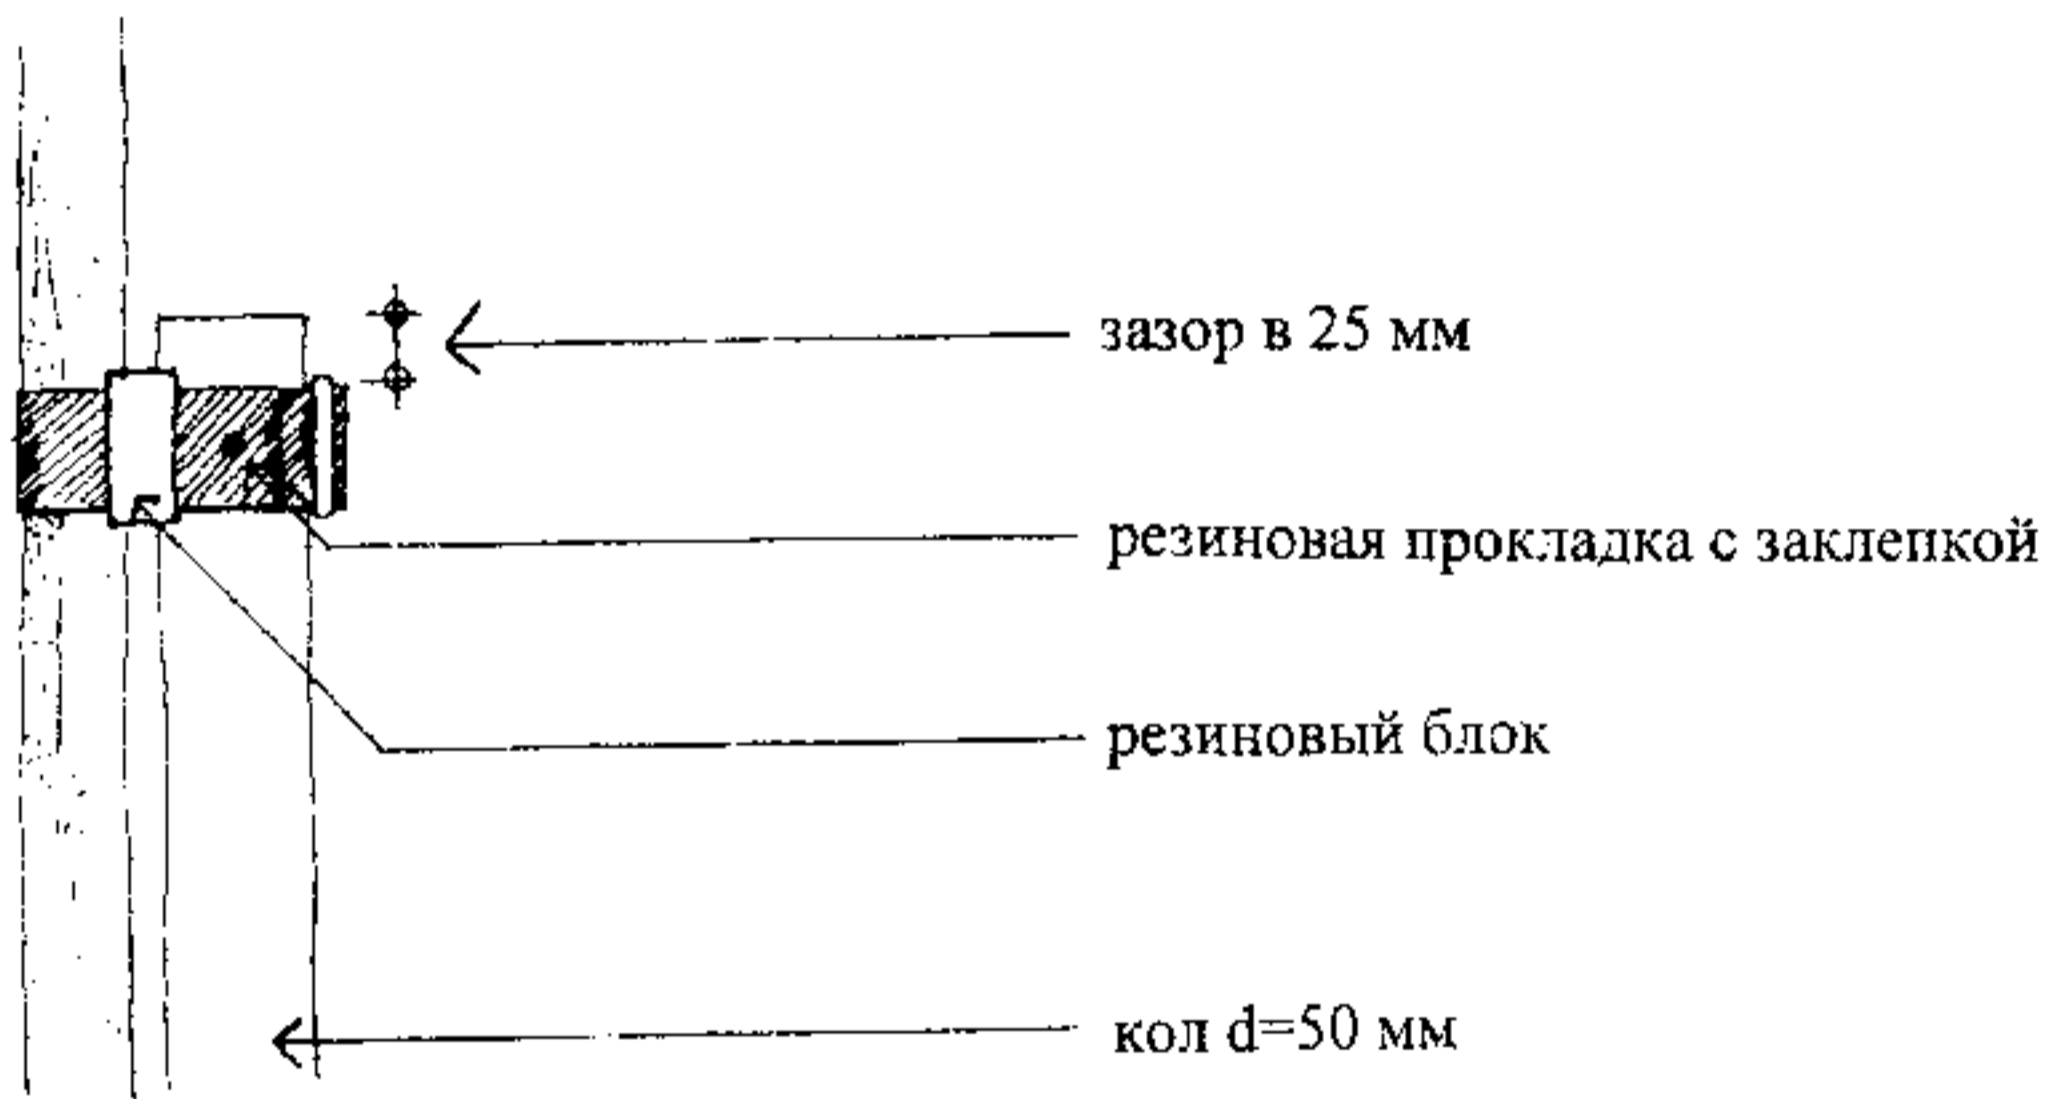 зазор в 25 мм
резиновая прокладка с заклепкой
резиновый блок
кол d=50 мм